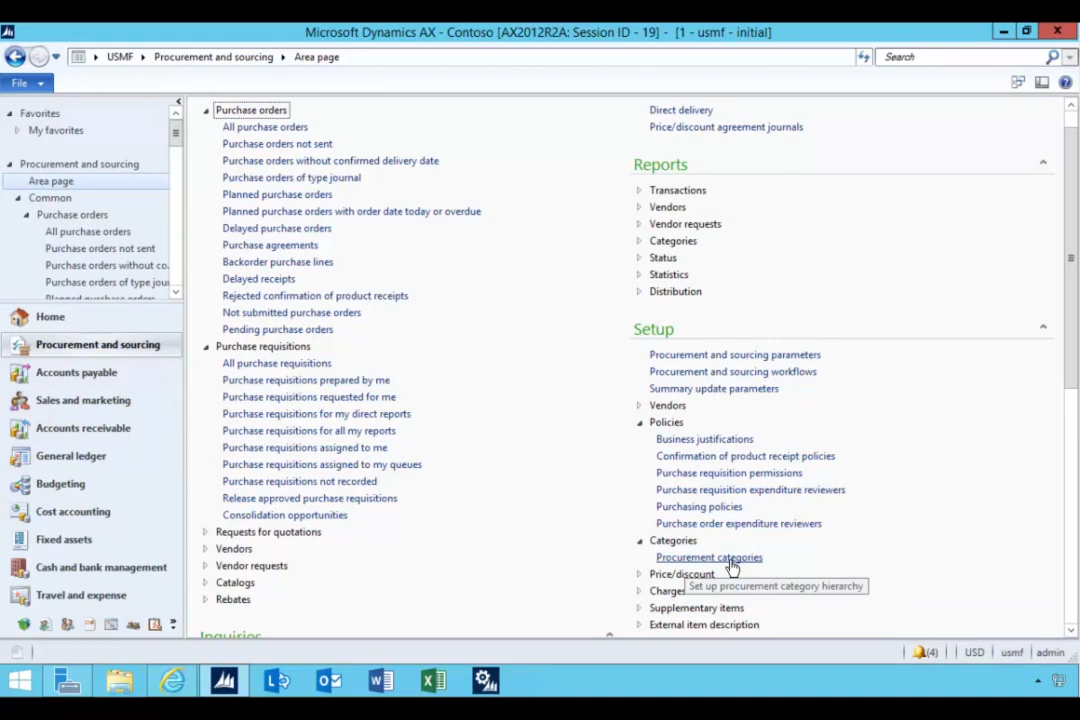 Microsoft Dynamics AX - Contoso [AX2012R2A: Session ID - 19] - [1 - usmf - initial]
USMF
Procurement and sourcing
Area page
Search
File
Favorites
My favorites
Procurement and sourcing
Area page
Common
Purchase orders
All purchase orders
Purchase orders not sent
Purchase orders without co...
Purchase orders of type jour
Planned purchase orders
Home
Procurement and sourcing
Accounts payable
Sales and marketing
Accounts receivable
General ledger
Budgeting
Cost accounting
Fixed assets
Cash and bank management
Travel and expense
Purchase orders
All purchase orders
Purchase orders not sent
Purchase orders without confirmed delivery date
Purchase orders of type journal
Planned purchase orders
Planned purchase orders with order date today or overdue
Delayed purchase orders
Purchase agreements
Backorder purchase lines
Delayed receipts
Rejected confirmation of product receipts
Not submitted purchase orders
Pending purchase orders
Purchase requisitions
All purchase requisitions
Purchase requisitions prepared by me
Purchase requisitions requested for me
Purchase requisitions for my direct reports
Purchase requisitions for all my reports
Purchase requisitions assigned to me
Purchase requisitions assigned to my queues
Purchase requisitions not recorded
Release approved purchase requisitions
Consolidation opportunities
Requests for quotations
Vendors
Vendor requests
Catalogs
Rebates
Inquiries
Direct delivery
Price/discount agreement journals
Reports
Transactions
Vendors
Vendor requests
Categories
Status
Statistics
Distribution
Setup
Procurement and sourcing parameters
Procurement and sourcing workflows
Summary update parameters
Vendors
Policies
Business justifications
Confirmation of product receipt policies
Purchase requisition permissions
Purchase requisition expenditure reviewers
Purchasing policies
Purchase order expenditure reviewers
Categories
Procurement categories
Price/discount
Set up procurement category hierarchy
Charges
Supplementary items
External item description
(4)
USD
usmf
admin